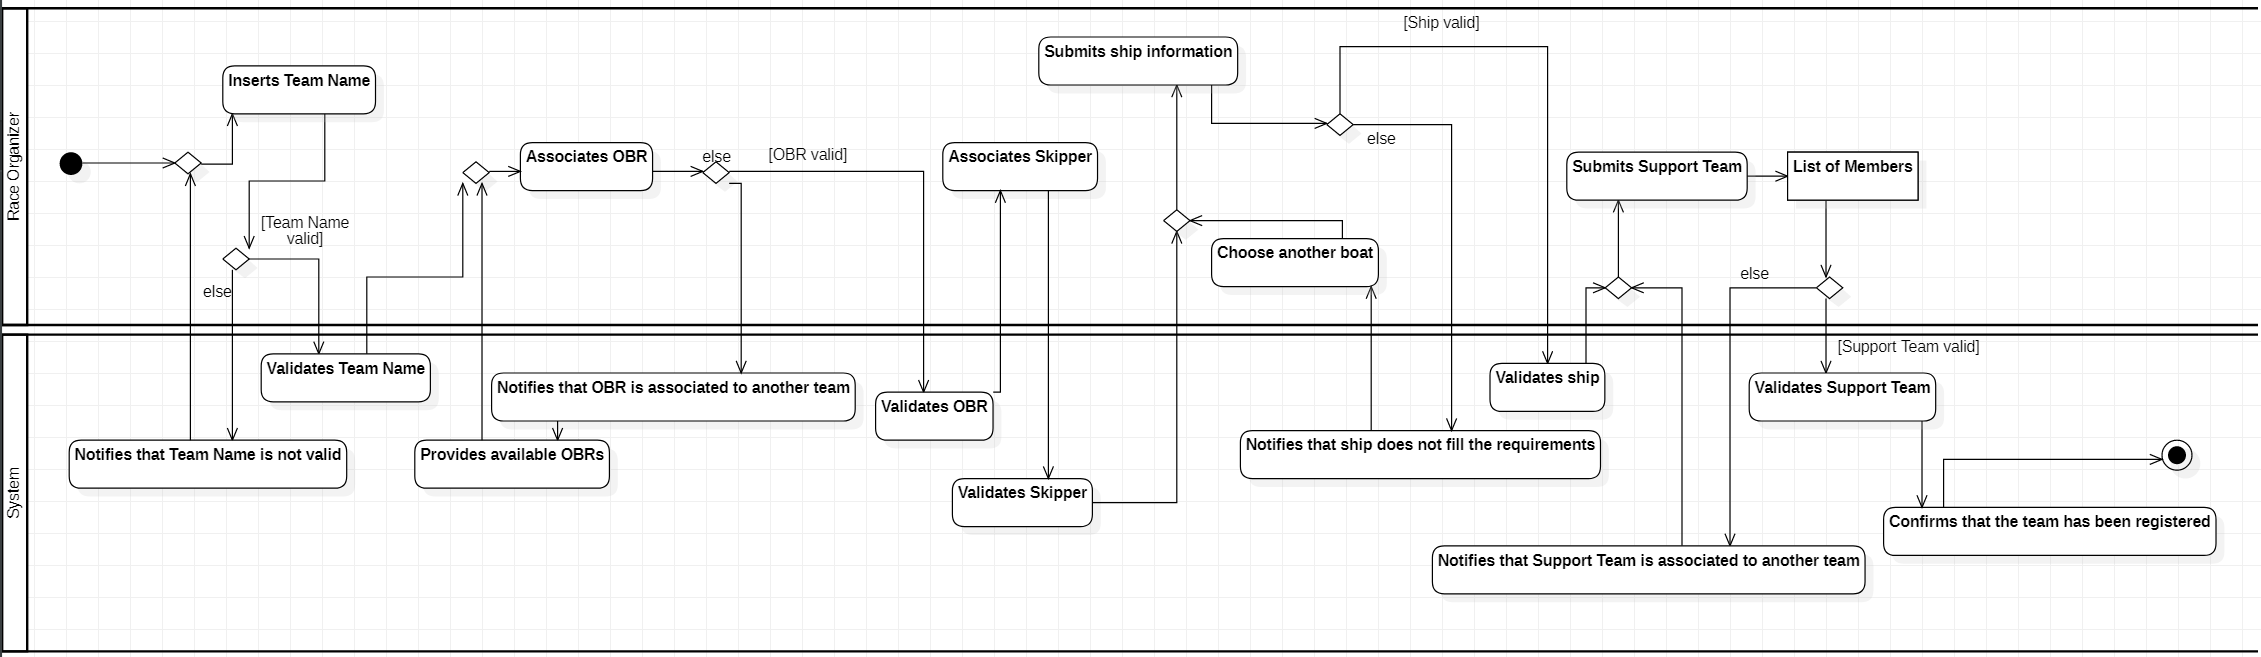 Race Organizer
[Ship valid]
Submits ship information
Inserts Team Name
else
else
[OBR valid]
Associates OBR
Associates Skipper
Submits Support Team
List of Members
[Team Name
valid]
Choose another boat
else
else
System
[Support Team valid]
Validates Team Name
Validates ship
Notifies that OBR is associated to another team
Validates Support Team
Validates OBR
Notifies that ship does not fill the requirements
Notifies that Team Name is not valid
Provides available OBRs
Validates Skipper
Confirms that the team has been registered
Notifies that Support Team is associated to another team